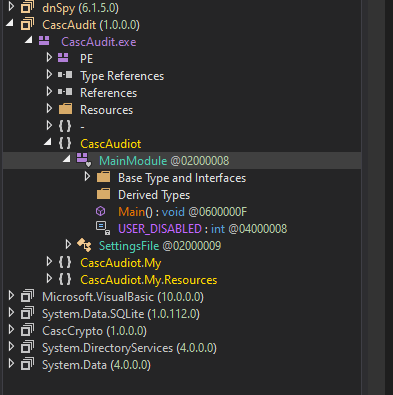 dnSpy (6.1.5.0)
CascAudit (1.0.0.0)
CascAudit.exe
PE
Type References
References
Resources
{ } -
{ } CascAudiot
MainModule @02000008
Base Type and Interfaces
Derived Types
Main() : void @0600000F
USER_DISABLED : int @04000008
SettingsFile @02000009
{ } CascAudiot.My
{ } CascAudiot.My.Resources
Microsoft.VisualBasic (10.0.0.0)
System.Data.SQLite (1.0.112.0)
CascCrypto (1.0.0.0)
System.DirectoryServices (4.0.0.0)
System.Data (4.0.0.0)